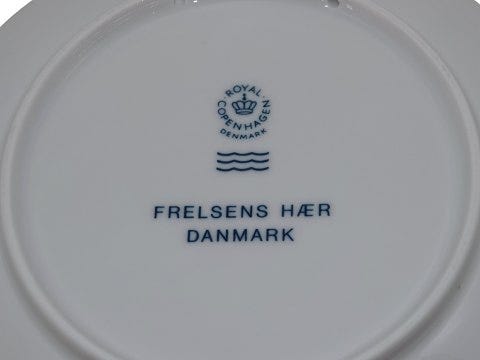 ROYAL
COPENHAGEN
DENMARK
FRELSENS HÆR
DANMARK